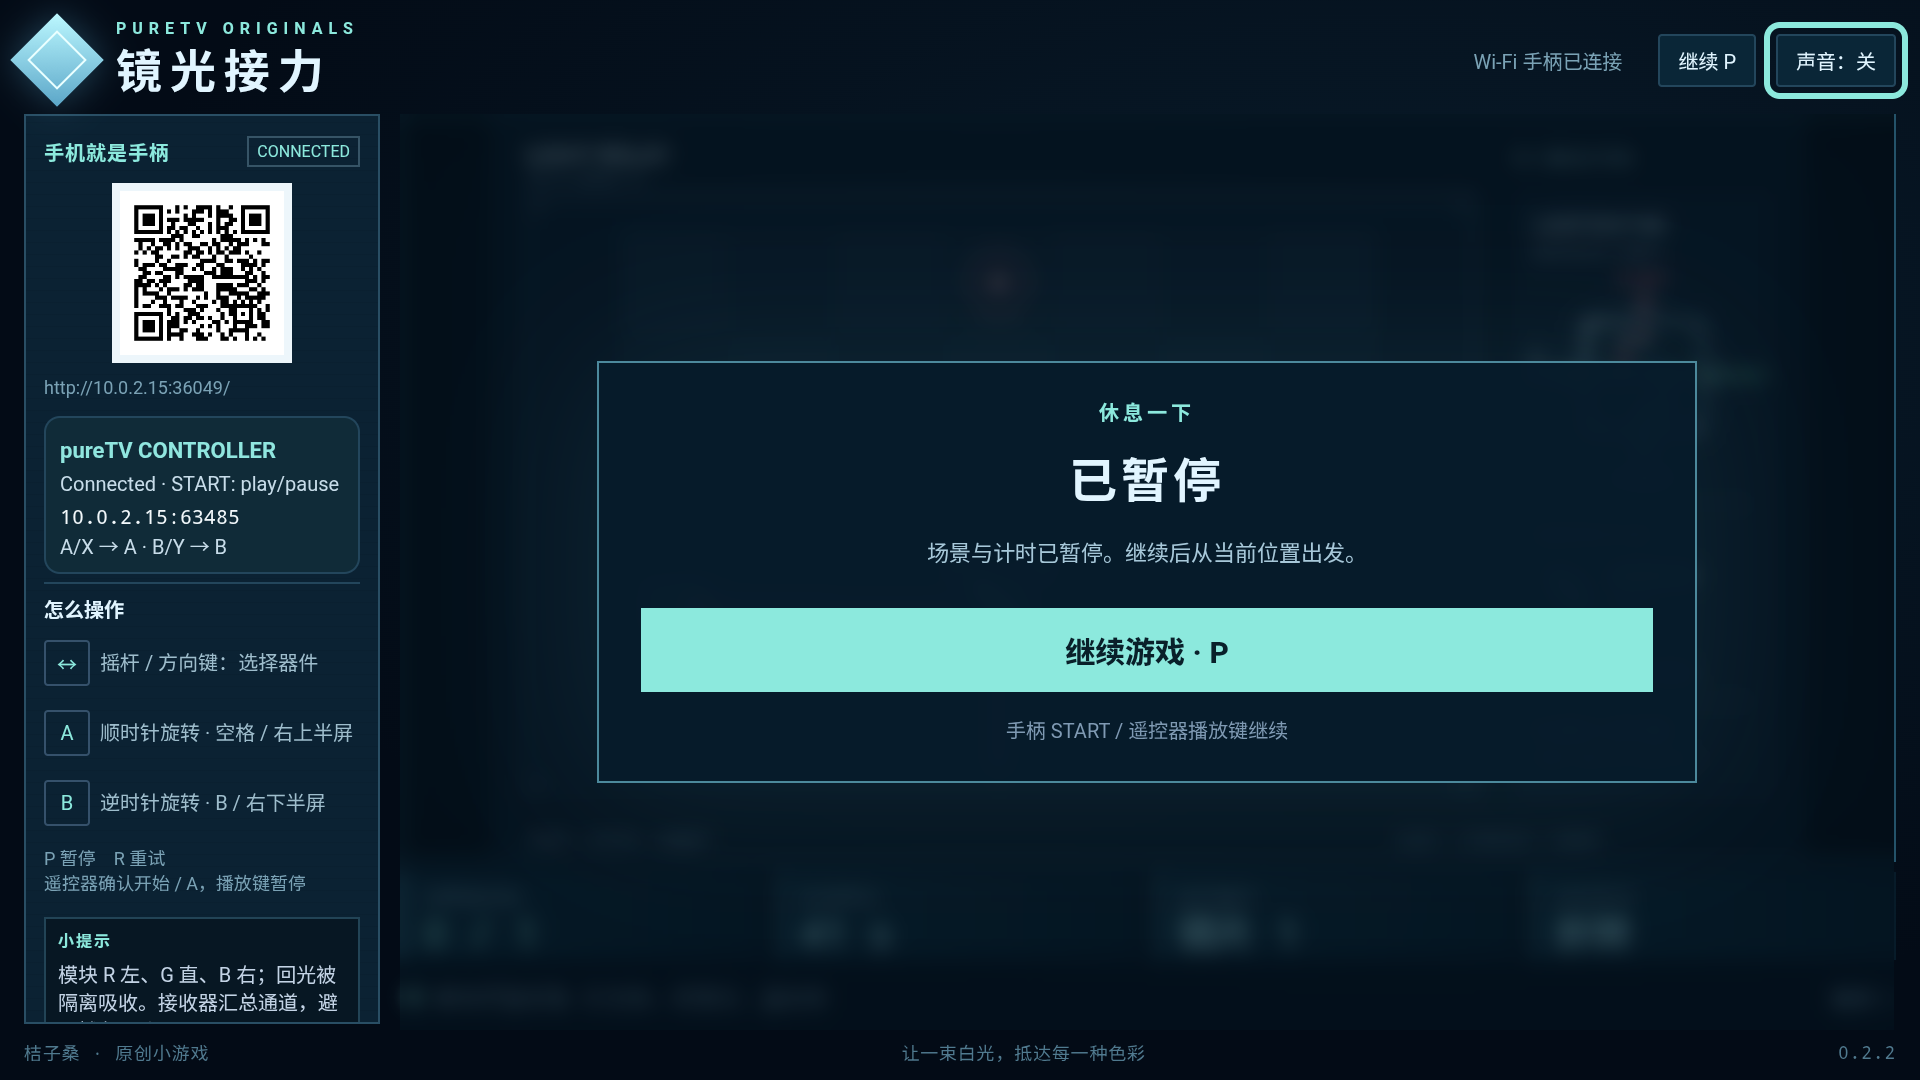 PURETV ORIGINALS
镜光接力
Wi-Fi 手柄已连接
继续 P
声音：关
手机就是手柄
CONNECTED
http://10.0.2.15:36049/
pureTV CONTROLLER
Connected · START: play/pause
10.0.2.15:63485
A/X → A · B/Y → B
怎么操作
↔ 摇杆 / 方向键：选择器件
A 顺时针旋转 · 空格 / 右上半屏
B 逆时针旋转 · B / 右下半屏
P 暂停 R 重试
遥控器确认开始 / A，播放键暂停
小提示
模块 R 左、G 直、B 右；回光被
隔离吸收。接收器汇总通道，避
休息一下
已暂停
场景与计时已暂停。继续后从当前位置出发。
继续游戏 · P
手柄 START / 遥控器播放键继续
桔子桑 · 原创小游戏
让一束白光，抵达每一种色彩
0.2.2